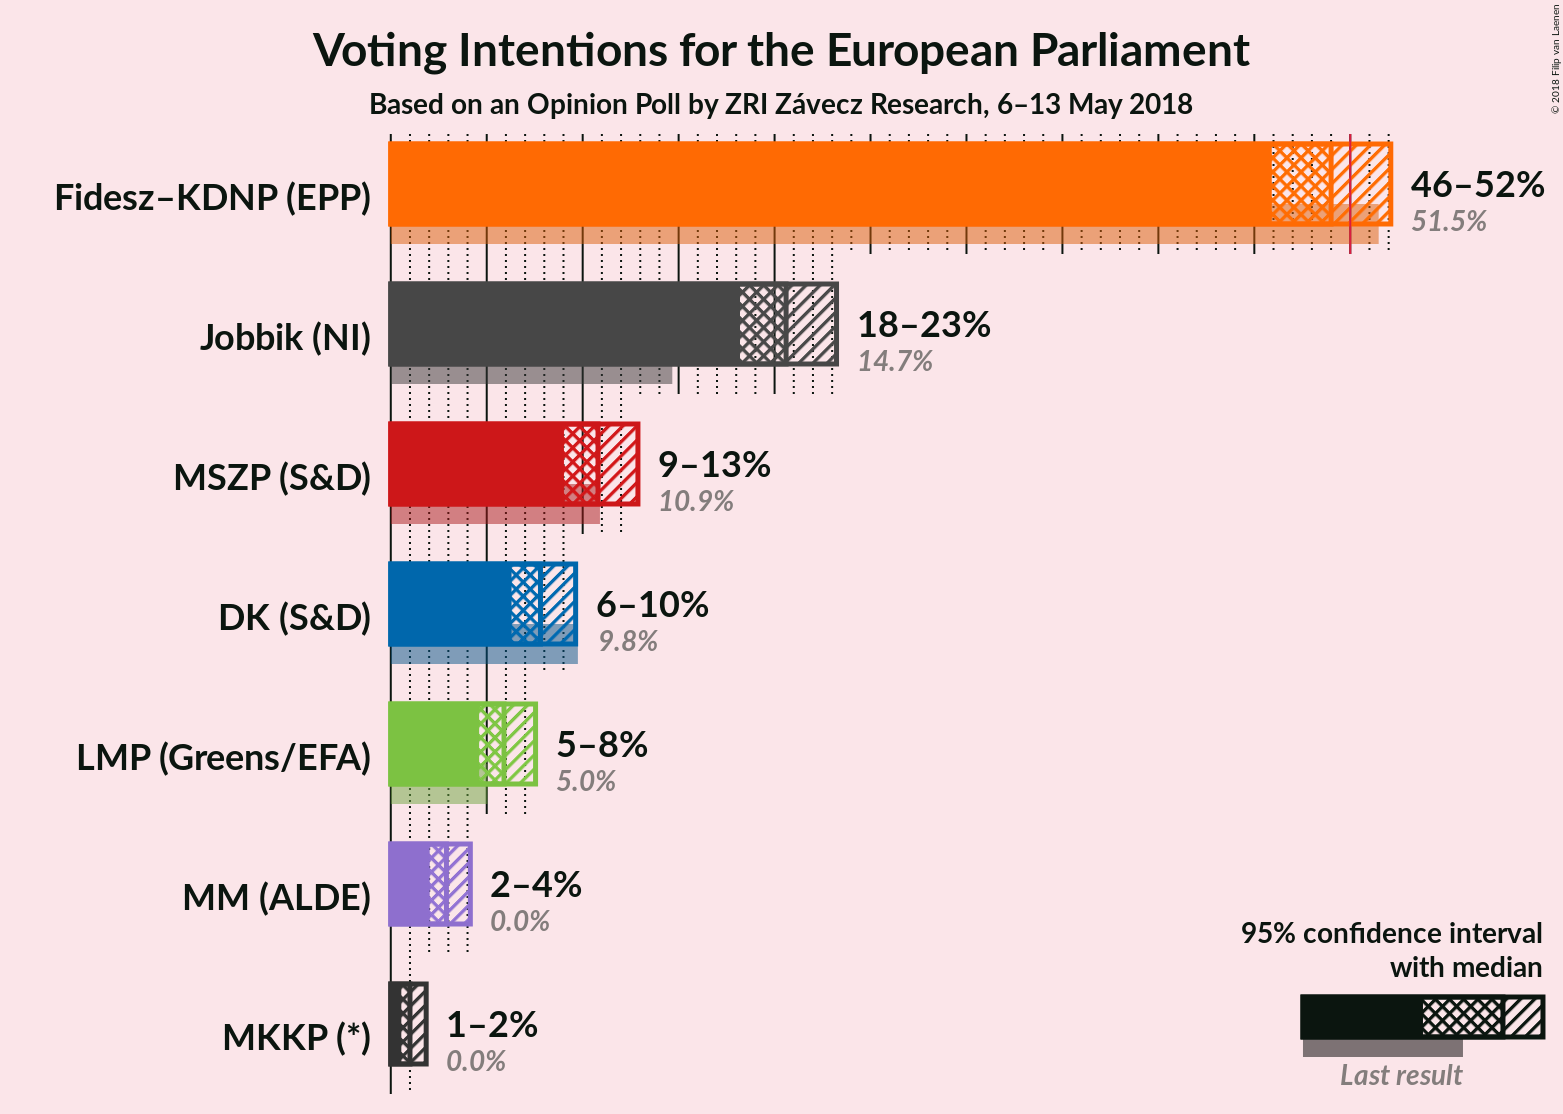 Voting Intentions for the European Parliament
Based on an Opinion Poll by ZRI Závecz Research, 6–13 May 2018
© 2018 Filip van Laenen
Fidesz–KDNP (EPP)
46–52%
51.5%
Jobbik (NI)
18–23%
14.7%
MSZP (S&D)
9–13%
10.9%
DK (S&D)
6–10%
9.8%
LMP (Greens/EFA)
5–8%
5.0%
MM (ALDE)
2–4%
0.0%
MKKP (*)
1–2%
0.0%
95% confidence interval
with median
Last result